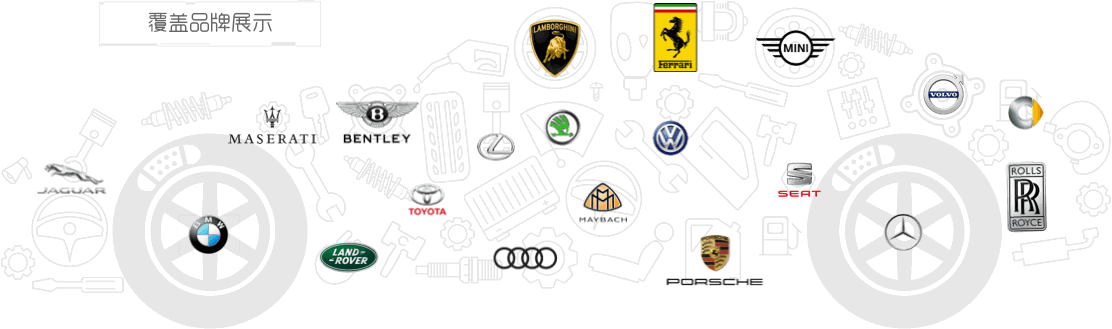 覆盖品牌展示
LAMBORGHINI
Ferrari
MINI
VOLVO
MASERATI
B
BENTLEY
JAGUAR
TOYOTA
MAYBACH
SEAT
ROLLS
RR
ROYCE
BMW
LAND-
-ROVER
PORSCHE